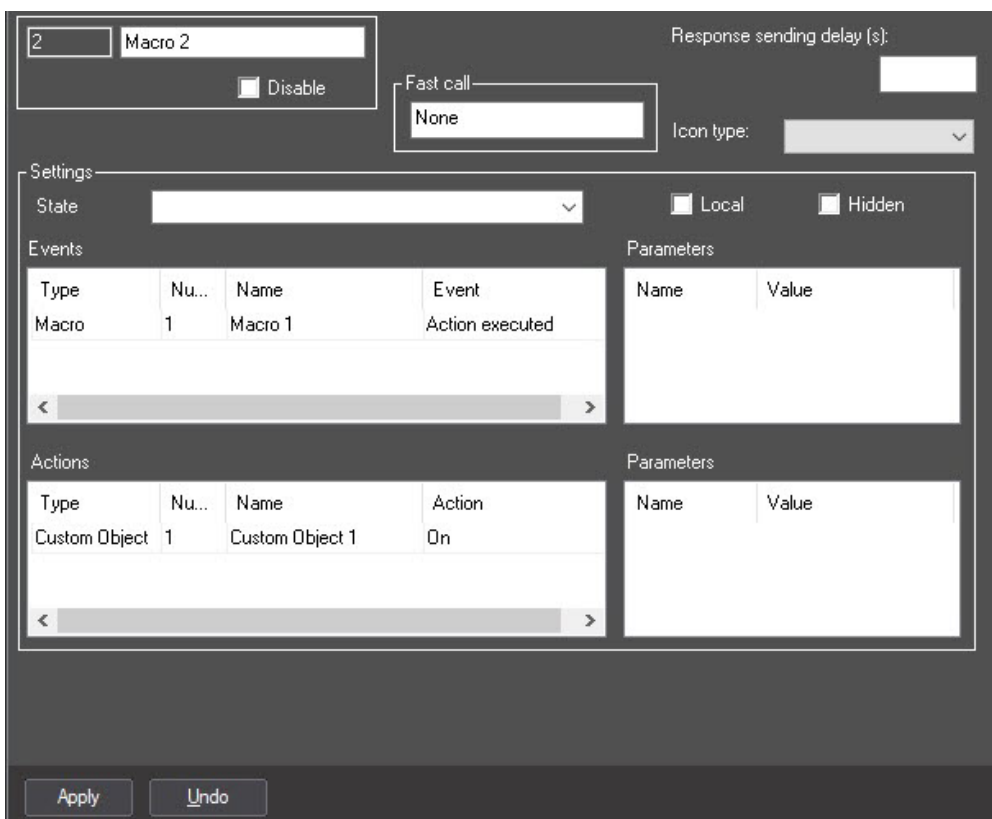 2 Macro 2
Response sending delay (s):
Disable
Fast call
None
Icon type:
Settings
State
Local Hidden
Events Parameters
Type Nu... Name Event Name Value
Macro 1 Macro 1 Action executed
Actions Parameters
Type Nu... Name Action Name Value
Custom Object 1 Custom Object 1 On
Apply Undo